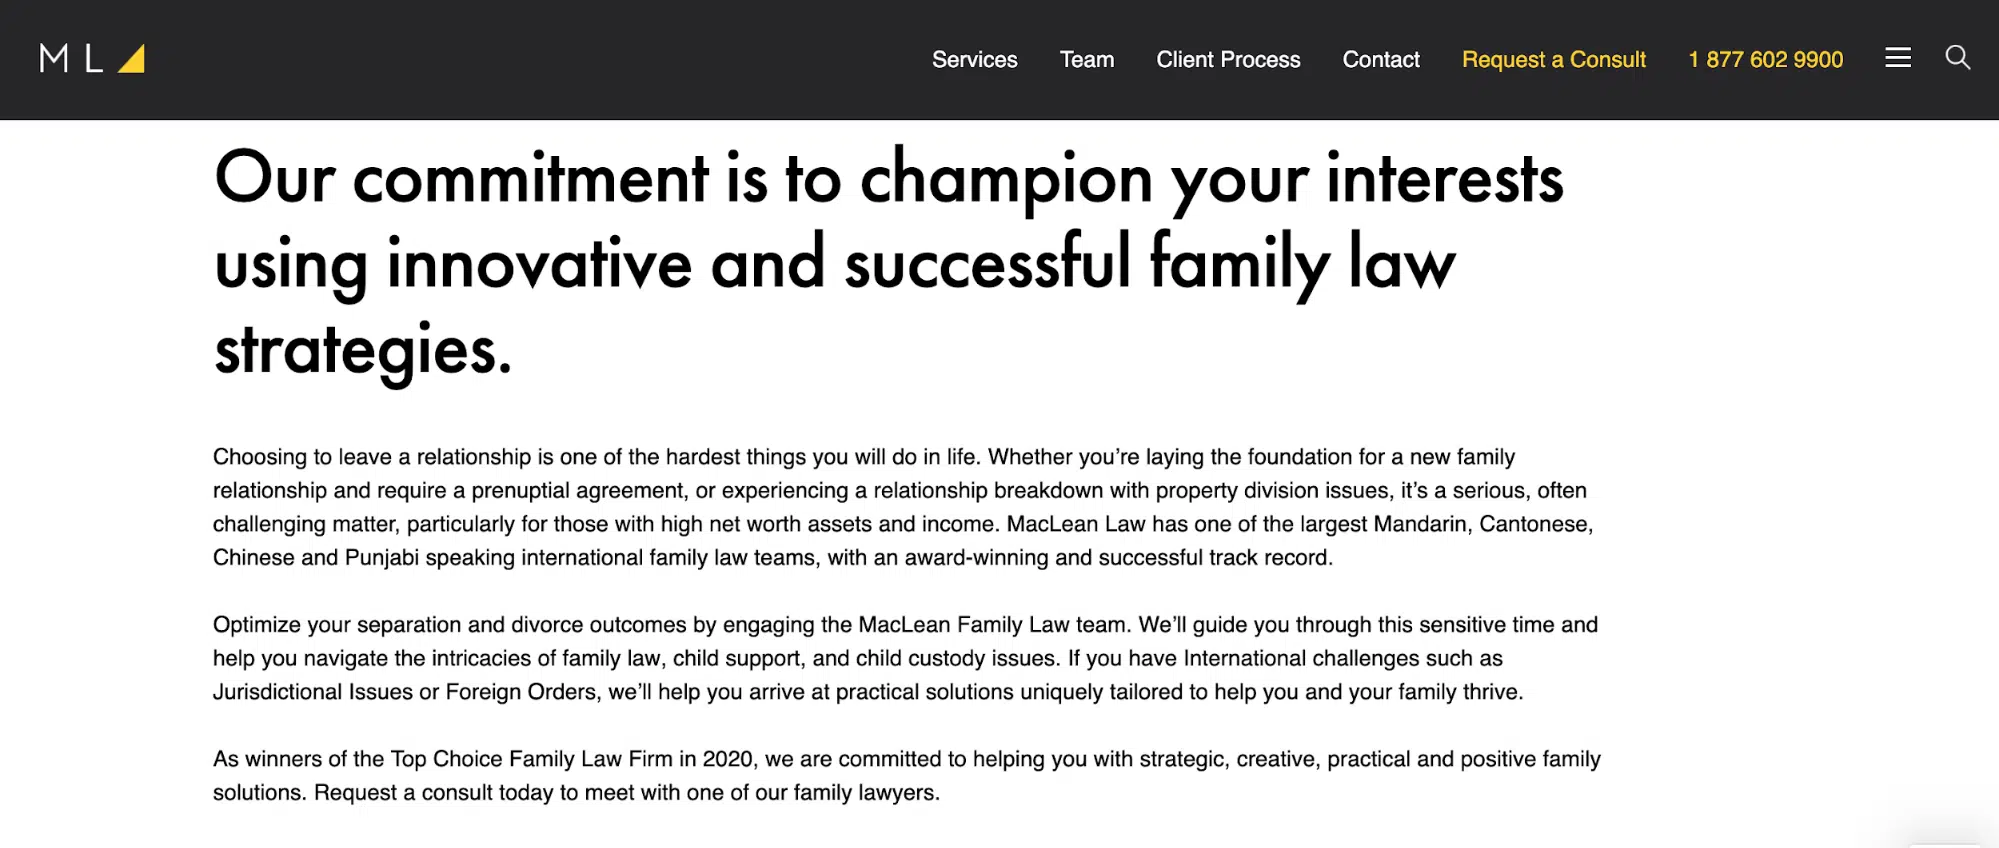 ML
Services Team Client Process Contact Request a Consult 1 877 602 9900
Our commitment is to champion your interests
using innovative and successful family law
strategies.
Choosing to leave a relationship is one of the hardest things you will do in life. Whether you’re laying the foundation for a new family
relationship and require a prenuptial agreement, or experiencing a relationship breakdown with property division issues, it’s a serious, often
challenging matter, particularly for those with high net worth assets and income. MacLean Law has one of the largest Mandarin, Cantonese,
Chinese and Punjabi speaking international family law teams, with an award-winning and successful track record.
Optimize your separation and divorce outcomes by engaging the MacLean Family Law team. We’ll guide you through this sensitive time and
help you navigate the intricacies of family law, child support, and child custody issues. If you have International challenges such as
Jurisdictional Issues or Foreign Orders, we’ll help you arrive at practical solutions uniquely tailored to help you and your family thrive.
As winners of the Top Choice Family Law Firm in 2020, we are committed to helping you with strategic, creative, practical and positive family
solutions. Request a consult today to meet with one of our family lawyers.